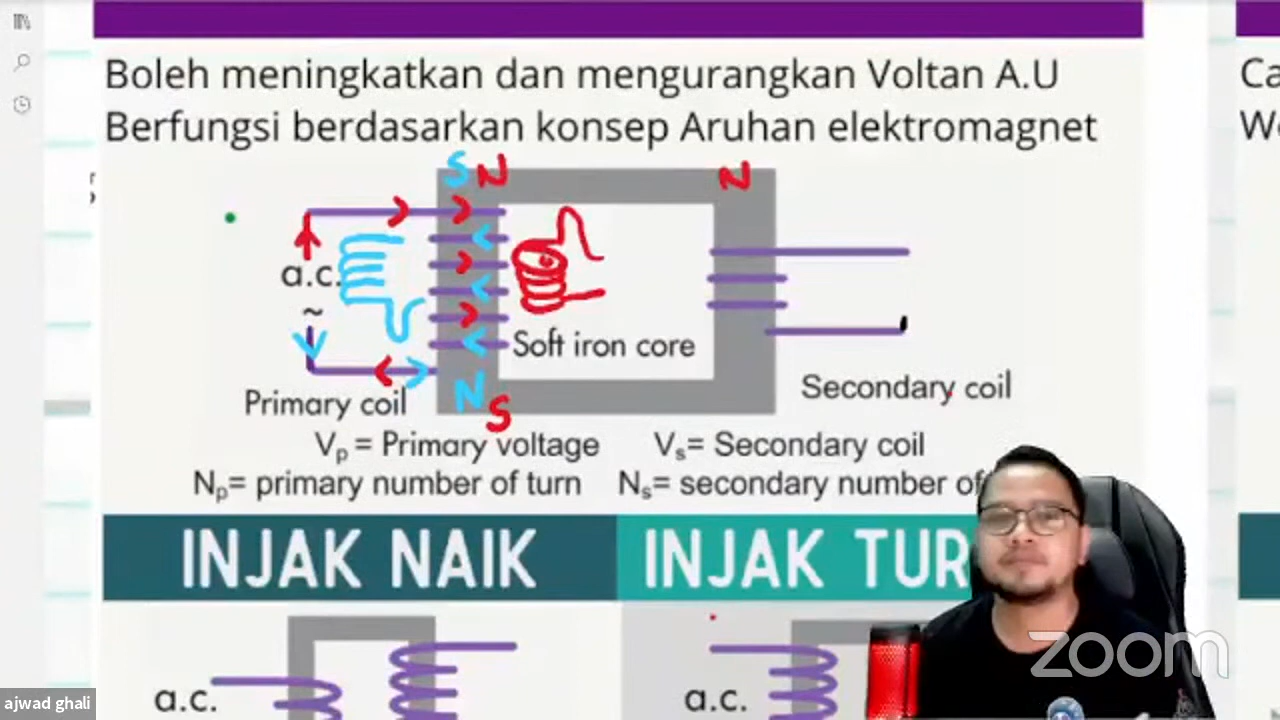 Boleh meningkatkan dan mengurangkan Voltan A.U
Berfungsi berdasarkan konsep Aruhan elektromagnet
Ca
S N
N
a.c.
~
Soft iron core
N S
Primary coil
Secondary coil
Vp = Primary voltage
Vs= Secondary coil
Np= primary number of turn
Ns= secondary number of
INJAK NAIK
INJAK TUR
a.c.
a.c.
zoom
ajwad ghali